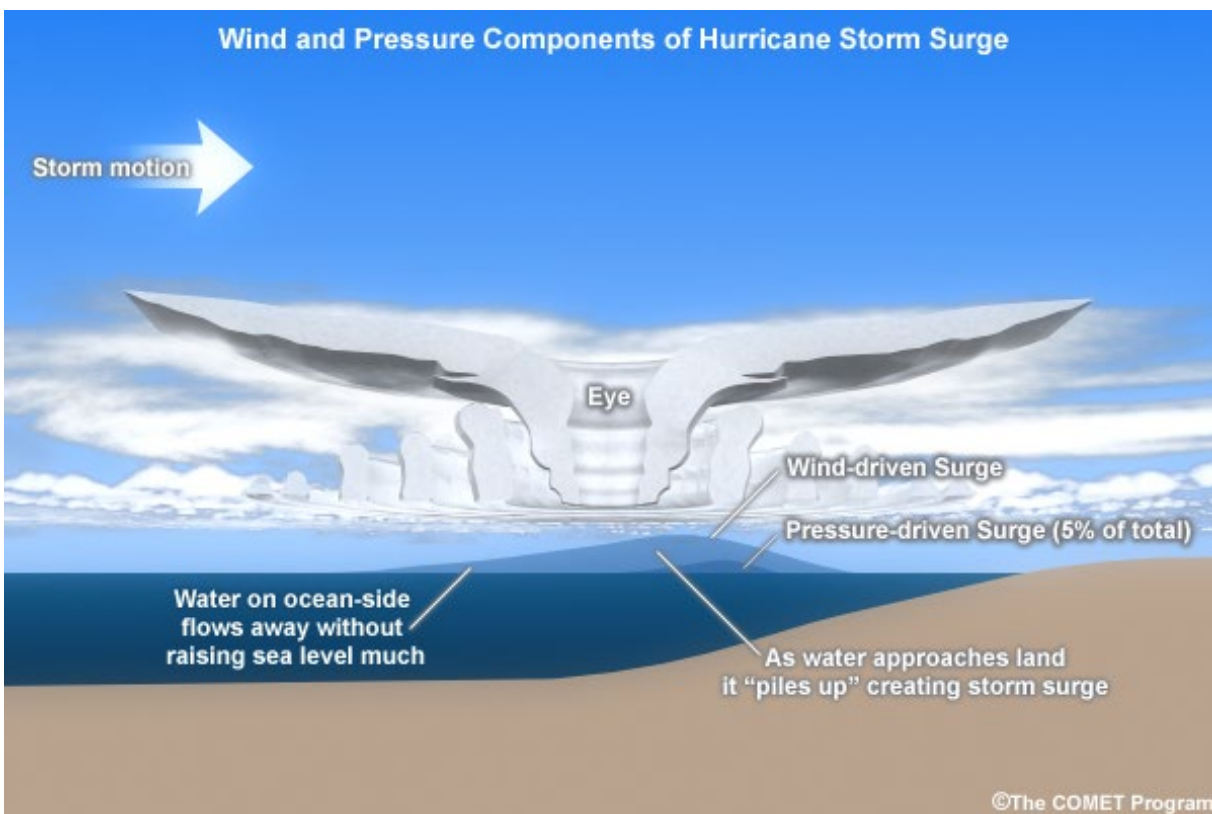 Wind and Pressure Components of Hurricane Storm Surge
Storm motion
Eye
Wind-driven Surge
Pressure-driven Surge (5% of total)
Water on ocean-side
flows away without
raising sea level much
As water approaches land
it “piles up” creating storm surge
©The COMET Program